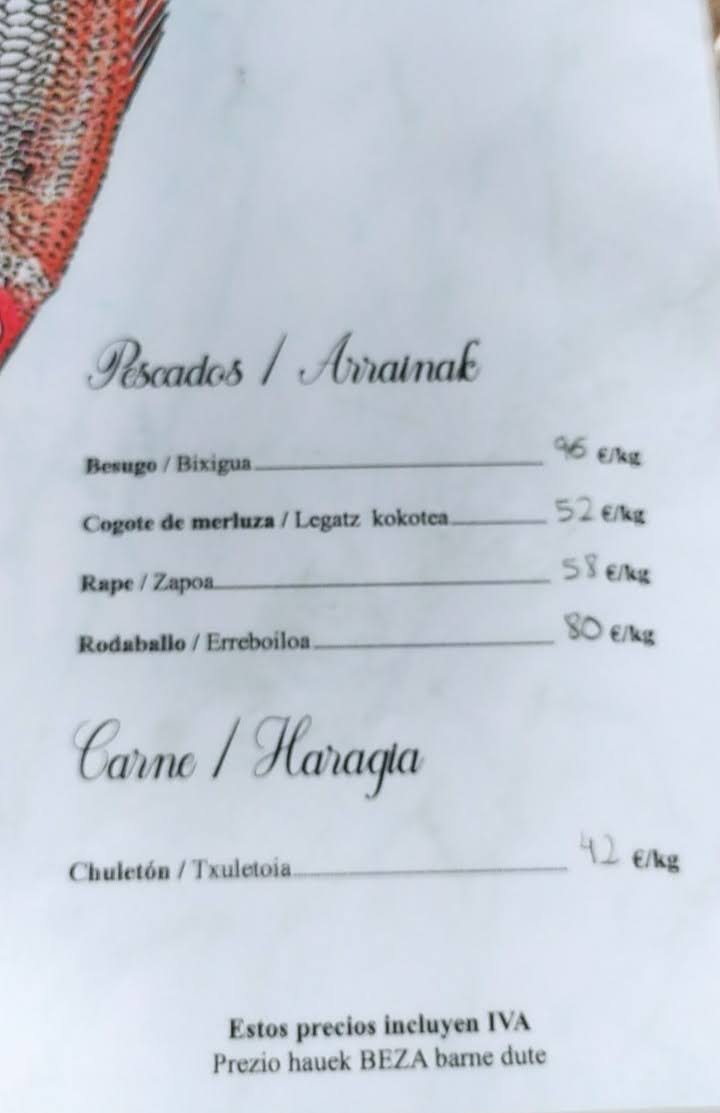 Pescados / Arrainak
Besugo / Bixigua 96 €/kg
Cogote de merluza / Legatz kokotea 52 €/kg
Rape / Zapoa 58 €/kg
Rodaballo / Erreboiloa 80 €/kg
Carne / Haragia
Chuletón / Txuletoia 42 €/kg
Estos precios incluyen IVA
Prezio hauek BEZA barne dute